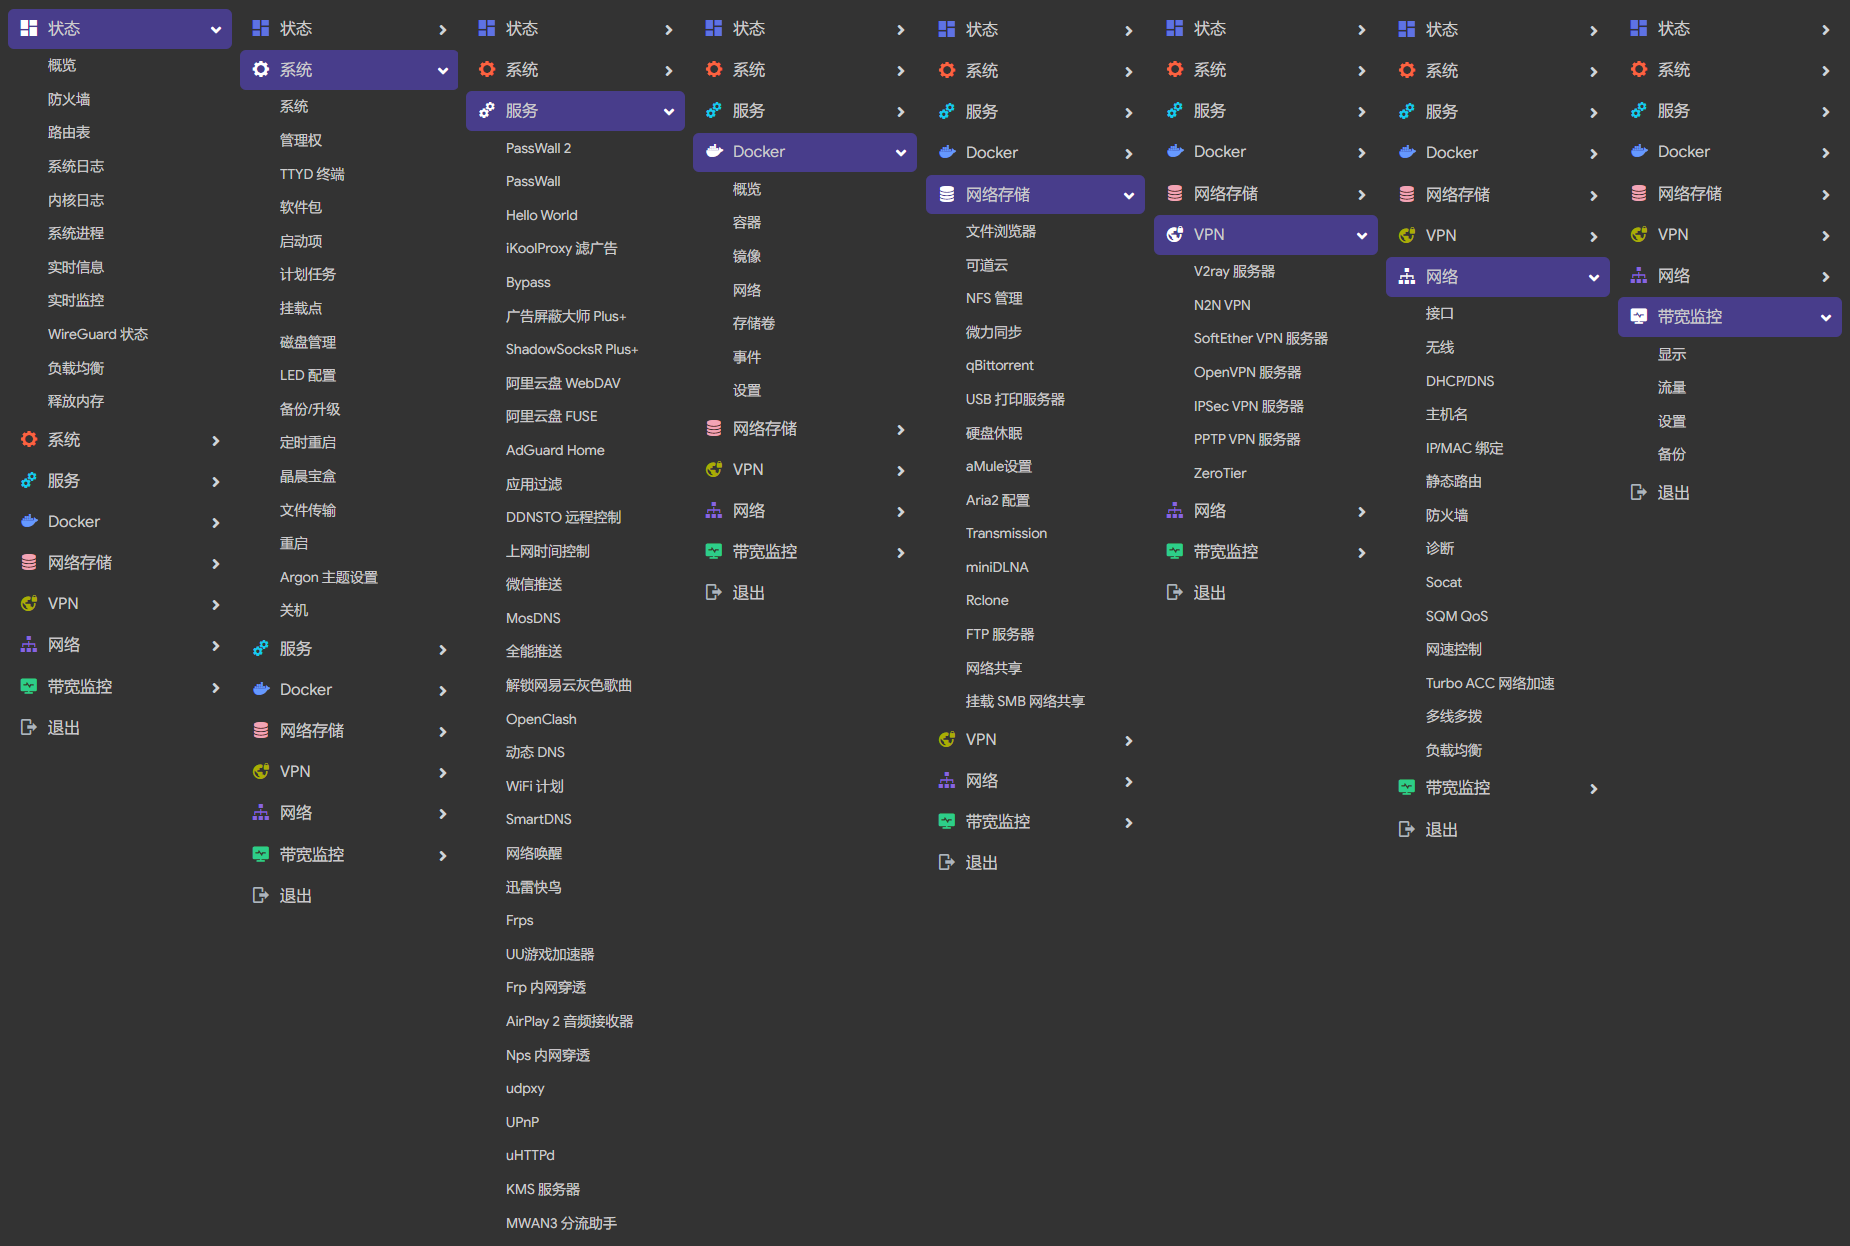 状态
概览
防火墙
路由表
系统日志
内核日志
系统进程
实时信息
实时监控
WireGuard 状态
负载均衡
释放内存
系统
服务
Docker
网络存储
VPN
网络
带宽监控
退出
状态
系统
系统
管理权
TTYD 终端
软件包
启动项
计划任务
挂载点
磁盘管理
LED 配置
备份/升级
定时重启
晶晨宝盒
文件传输
重启
Argon 主题设置
关机
服务
Docker
网络存储
VPN
网络
带宽监控
退出
状态
系统
服务
PassWall 2
PassWall
Hello World
iKoolProxy 滤广告
Bypass
广告屏蔽大师 Plus+
ShadowSocksR Plus+
阿里云盘 WebDAV
阿里云盘 FUSE
AdGuard Home
应用过滤
DDNSTO 远程控制
上网时间控制
微信推送
MosDNS
全能推送
解锁网易云灰色歌曲
OpenClash
动态 DNS
WiFi 计划
SmartDNS
网络唤醒
迅雷快鸟
Frps
UU游戏加速器
Frp 内网穿透
AirPlay 2 音频接收器
Nps 内网穿透
udpxy
UPnP
uHTTPd
KMS 服务器
MWAN3 分流助手
状态
系统
服务
Docker
概览
容器
镜像
网络
存储卷
事件
设置
网络存储
VPN
网络
带宽监控
退出
状态
系统
服务
Docker
网络存储
文件浏览器
可道云
NFS 管理
微力同步
qBittorrent
USB 打印服务器
硬盘休眠
aMule设置
Aria2 配置
Transmission
miniDLNA
Rclone
FTP 服务器
网络共享
挂载 SMB 网络共享
VPN
网络
带宽监控
退出
状态
系统
服务
Docker
网络存储
VPN
V2ray 服务器
N2N VPN
SoftEther VPN 服务器
OpenVPN 服务器
IPSec VPN 服务器
PPTP VPN 服务器
ZeroTier
网络
带宽监控
退出
状态
系统
服务
Docker
网络存储
VPN
网络
接口
无线
DHCP/DNS
主机名
IP/MAC 绑定
静态路由
防火墙
诊断
Socat
SQM QoS
网速控制
Turbo ACC 网络加速
多线多拨
负载均衡
带宽监控
退出
状态
系统
服务
Docker
网络存储
VPN
网络
带宽监控
显示
流量
设置
备份
退出